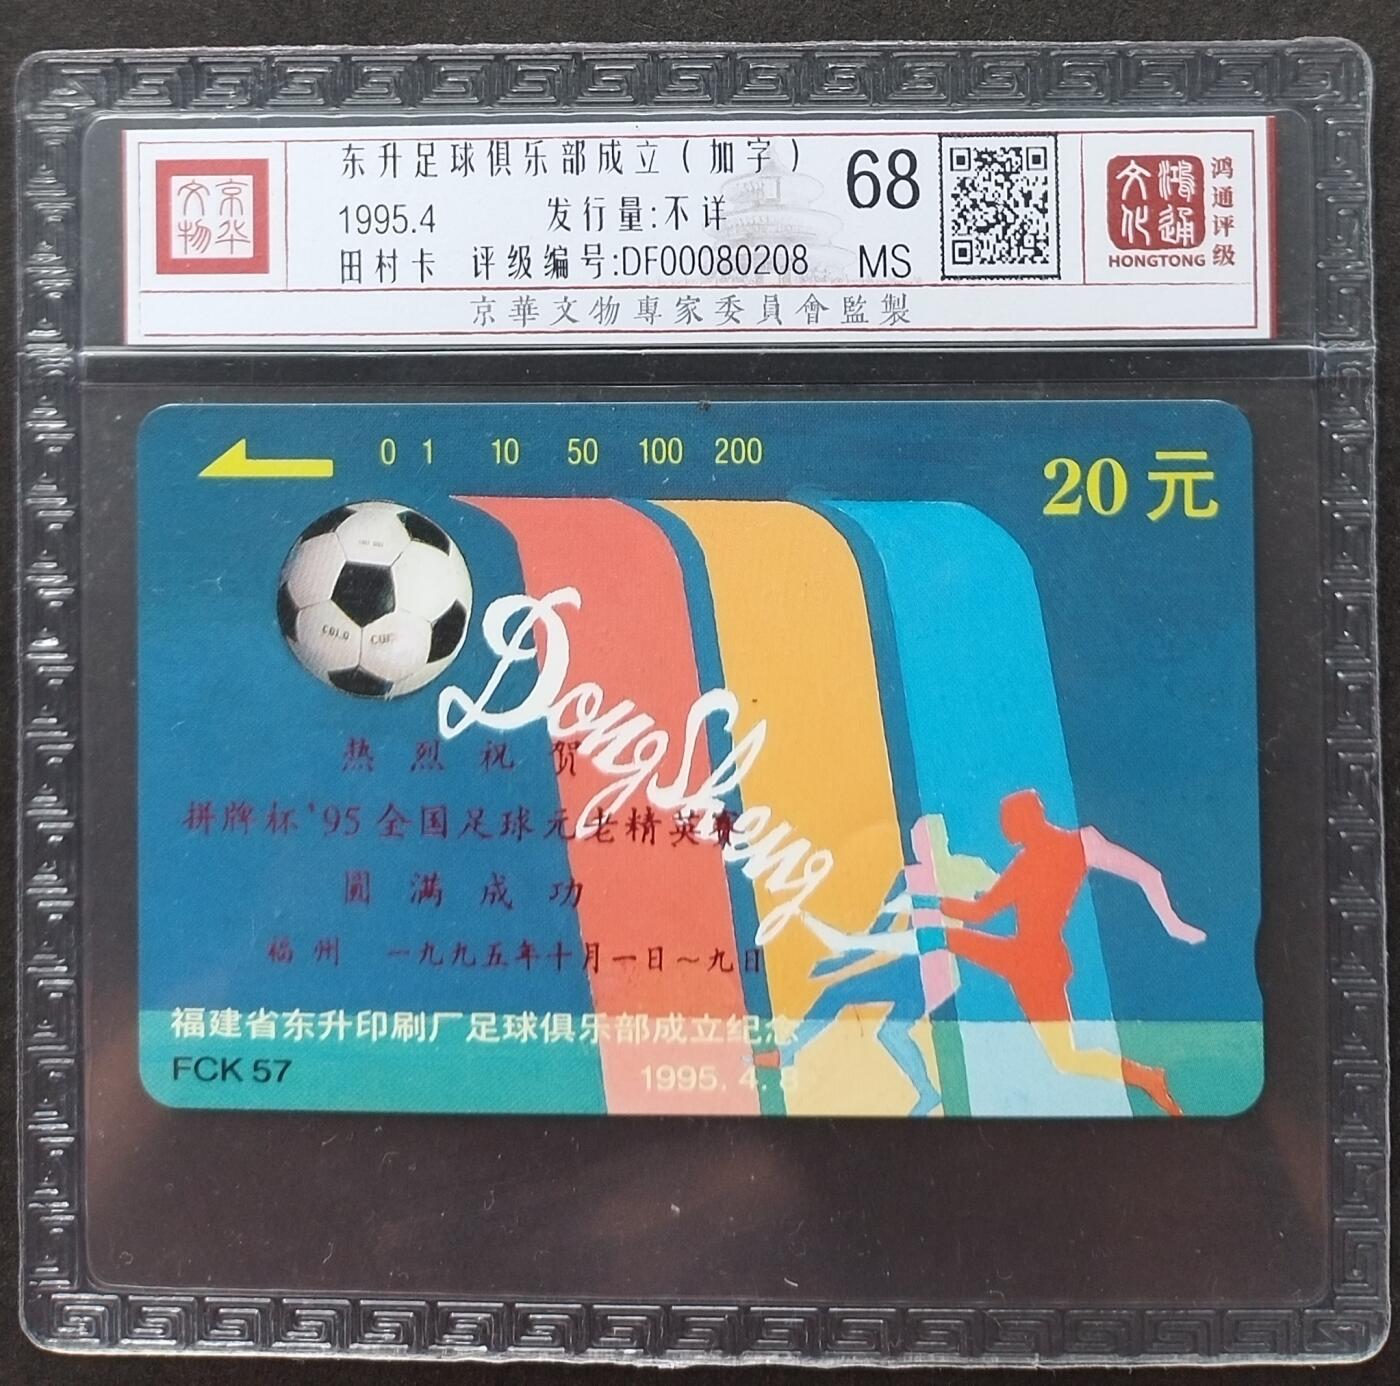 东升足球俱乐部成立(加字)
1995.4 发行量:不详
田村卡 评级编号:DF00080208
68
MS
京华文物
鸿通文化
HONGTONG
鸿通评级
京華文物專家委員會監製
0 1 10 50 100 200
20元
COLO CUP
DongSheng
热烈祝贺
拼牌杯'95全国足球元老精英赛
圆满成功
福州 一九九五年十月一日~九日
福建省东升印刷厂足球俱乐部成立纪念
FCK 57
1995.4.8